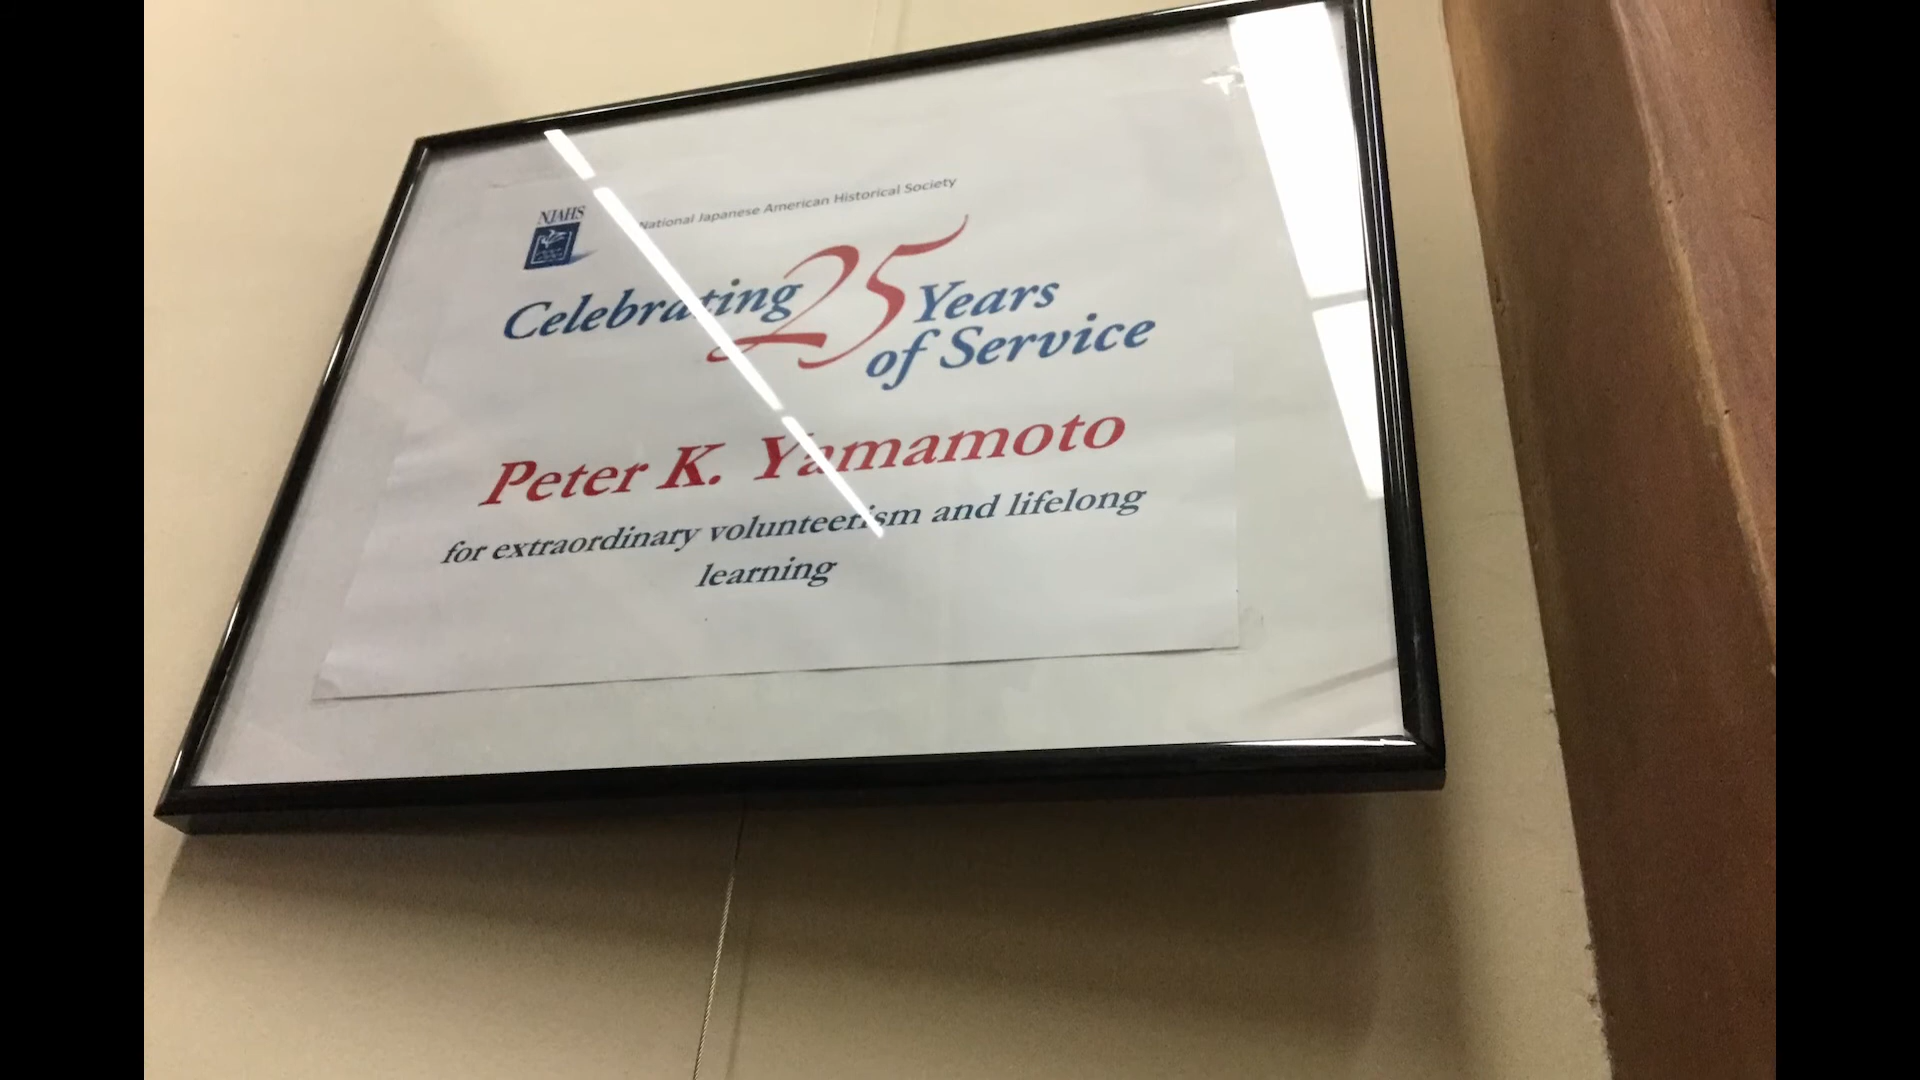 NJAHS
National Japanese American Historical Society
Celebrating 25 Years
of Service
Peter K. Yamamoto
for extraordinary volunteerism and lifelong
learning